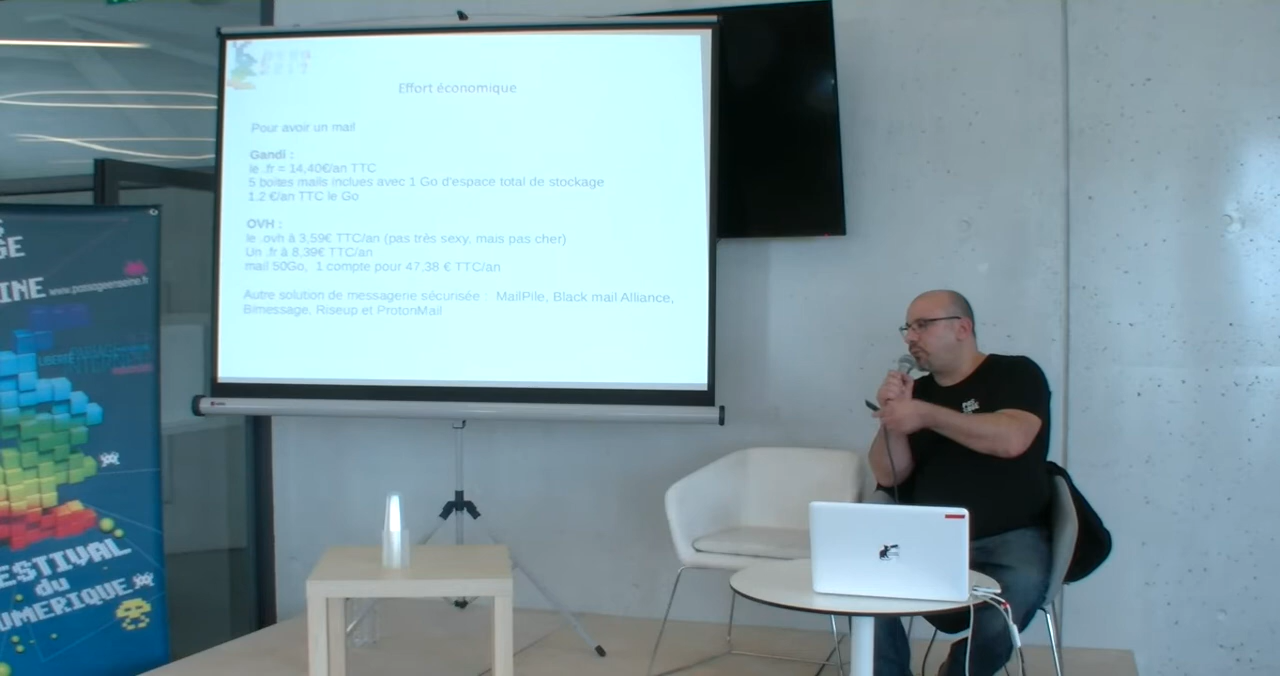 Effort économique
Pour avoir un mail
Gandi :
le .fr = 14,40€/an TTC
5 boites mails inclues avec 1 Go d'espace total de stockage
1.2 €/an TTC le Go
OVH :
le .ovh à 3,59€ TTC/an (pas très sexy, mais pas cher)
Un .fr à 8,39€ TTC/an
mail 50Go, 1 compte pour 47,38 € TTC/an
Autre solution de messagerie sécurisée : MailPile, Black mail Alliance,
Bimessage, Riseup et ProtonMail
GE
INE www.passageenseine.fr
LIBERTÉ
ESTIVAL
du
UMERIQUE